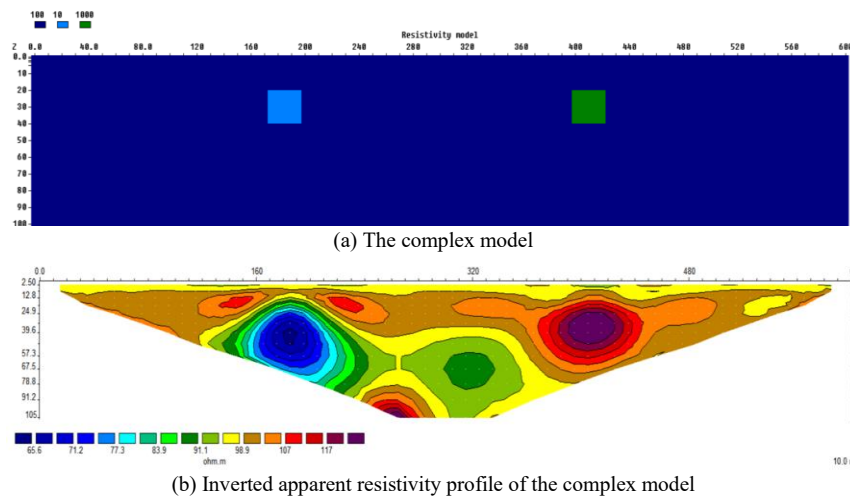 100 10 1000
Resistivity model
Z 0.0 40.0 80.0 120 160 200 240 280 320 360 400 440 480 520 560 600
0.0
10
20
30
40
50
60
70
80
90
100
(a) The complex model
0.0 160 320 480
2.50
12.8
24.9
39.6
57.3
67.5
78.8
91.2
105.
65.6 71.2 77.3 83.9 91.1 98.9 107 117
ohm.m
10.0
(b) Inverted apparent resistivity profile of the complex model